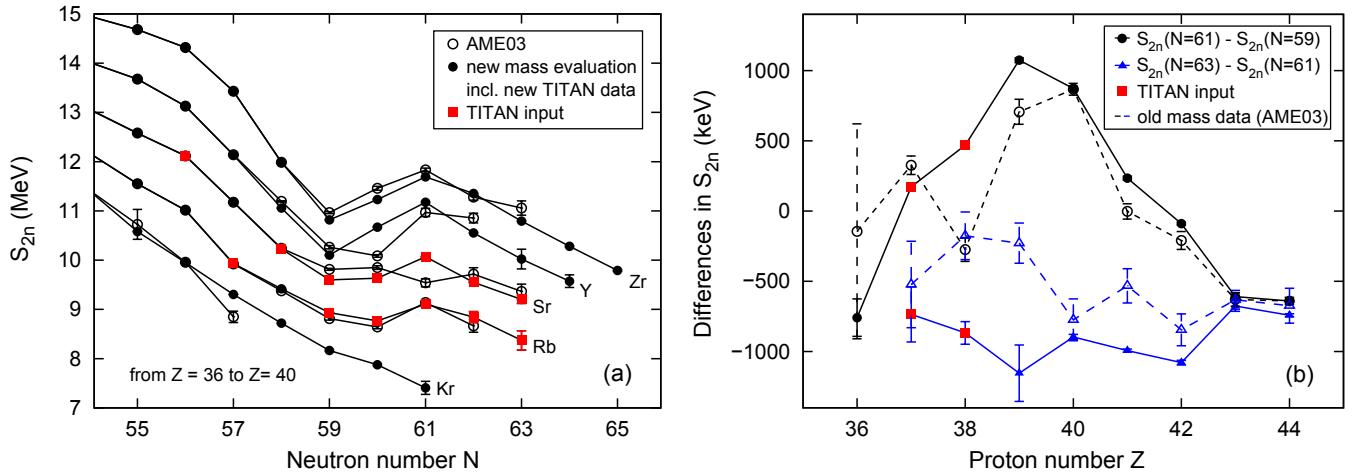 15
14
13
12
11
10
9
8
7
S2n (MeV)
AME03
new mass evaluation
incl. new TITAN data
TITAN input
Zr
Y
Sr
Rb
Kr
from Z = 36 to Z= 40
(a)
55 57 59 61 63 65
Neutron number N
1000
500
0
−500
−1000
Differences in S2n (keV)
S2n(N=61) - S2n(N=59)
S2n(N=63) - S2n(N=61)
TITAN input
old mass data (AME03)
(b)
36 38 40 42 44
Proton number Z